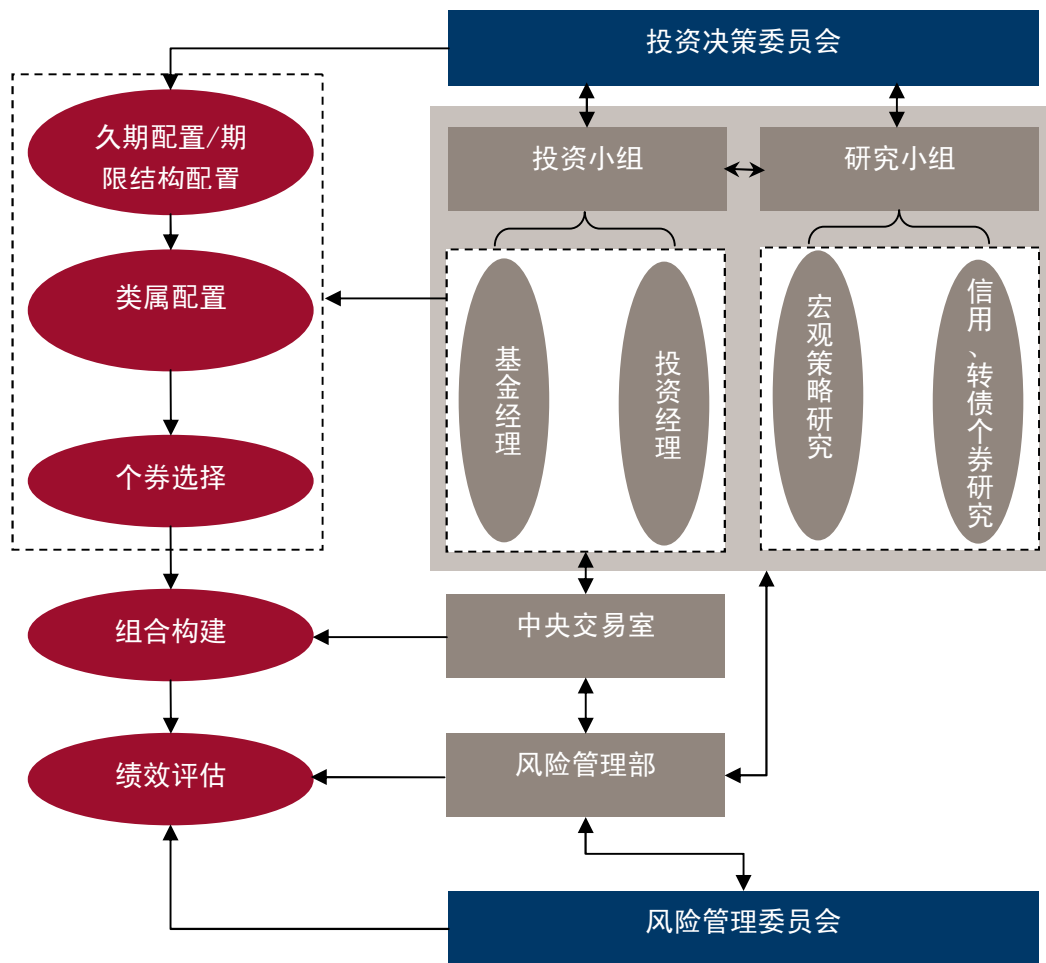 投资决策委员会
久期配置/期
限结构配置
投资小组
研究小组
类属配置
基金经理
投资经理
宏观策略研究
信用、转债个券研究
个券选择
组合构建
中央交易室
绩效评估
风险管理部
风险管理委员会